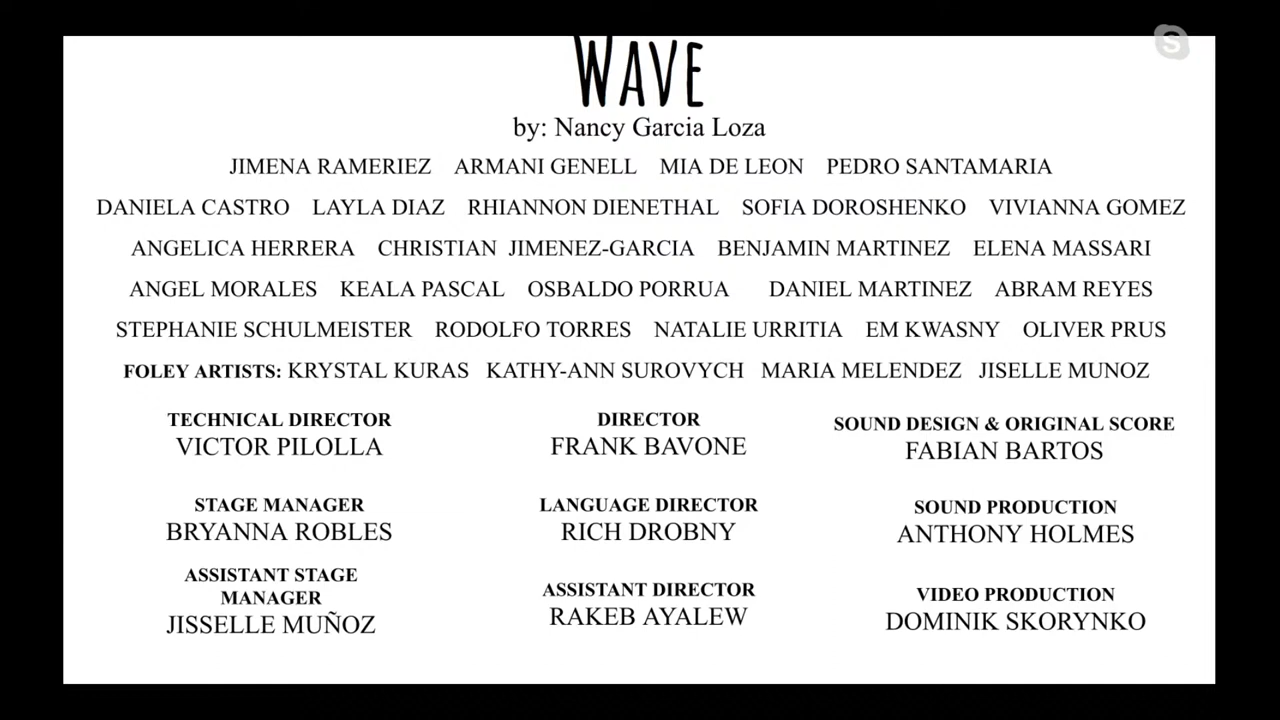 WAVE
by: Nancy Garcia Loza
JIMENA RAMERIEZ ARMANI GENELL MIA DE LEON PEDRO SANTAMARIA
DANIELA CASTRO LAYLA DIAZ RHIANNON DIENETHAL SOFIA DOROSHENKO VIVIANNA GOMEZ
ANGELICA HERRERA CHRISTIAN JIMENEZ-GARCIA BENJAMIN MARTINEZ ELENA MASSARI
ANGEL MORALES KEALA PASCAL OSBALDO PORRUA DANIEL MARTINEZ ABRAM REYES
STEPHANIE SCHULMEISTER RODOLFO TORRES NATALIE URRITIA EM KWASNY OLIVER PRUS
FOLEY ARTISTS: KRYSTAL KURAS KATHY-ANN SUROVYCH MARIA MELENDEZ JISELLE MUNOZ
TECHNICAL DIRECTOR
VICTOR PILOLLA
DIRECTOR
FRANK BAVONE
SOUND DESIGN & ORIGINAL SCORE
FABIAN BARTOS
STAGE MANAGER
BRYANNA ROBLES
LANGUAGE DIRECTOR
RICH DROBNY
SOUND PRODUCTION
ANTHONY HOLMES
ASSISTANT STAGE
MANAGER
JISSELLE MUÑOZ
ASSISTANT DIRECTOR
RAKEB AYALEW
VIDEO PRODUCTION
DOMINIK SKORYNKO